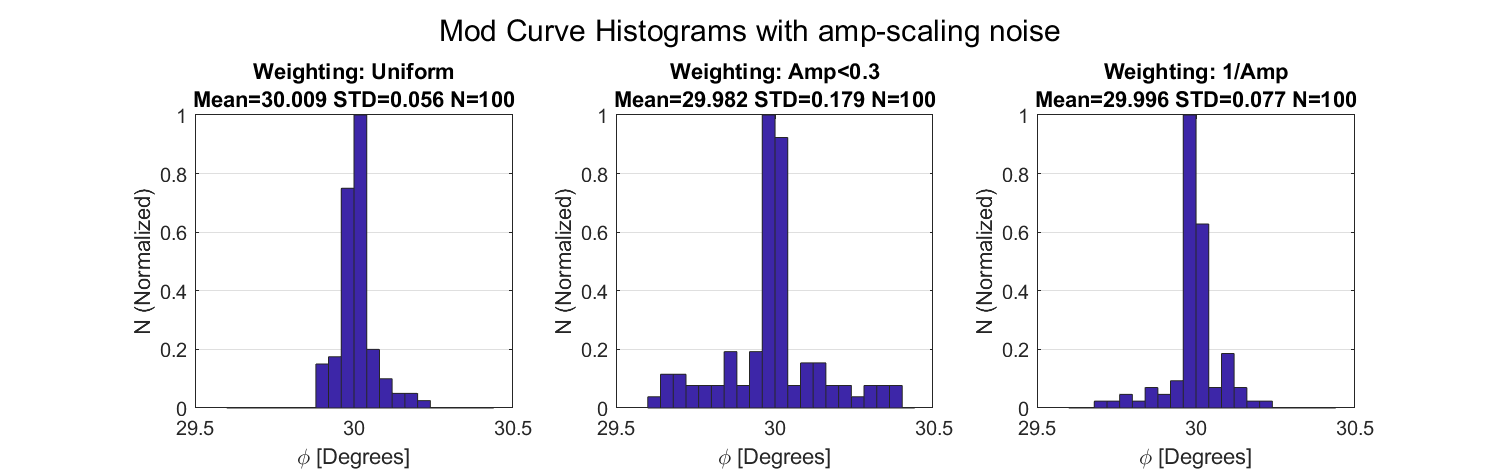 Mod Curve Histograms with amp-scaling noise
Weighting: Uniform
Mean=30.009 STD=0.056 N=100
1
0.8
0.6
0.4
0.2
0
N (Normalized)
29.5
30
30.5
ϕ [Degrees]
Weighting: Amp<0.3
Mean=29.982 STD=0.179 N=100
1
0.8
0.6
0.4
0.2
0
N (Normalized)
29.5
30
30.5
ϕ [Degrees]
Weighting: 1/Amp
Mean=29.996 STD=0.077 N=100
1
0.8
0.6
0.4
0.2
0
N (Normalized)
29.5
30
30.5
ϕ [Degrees]